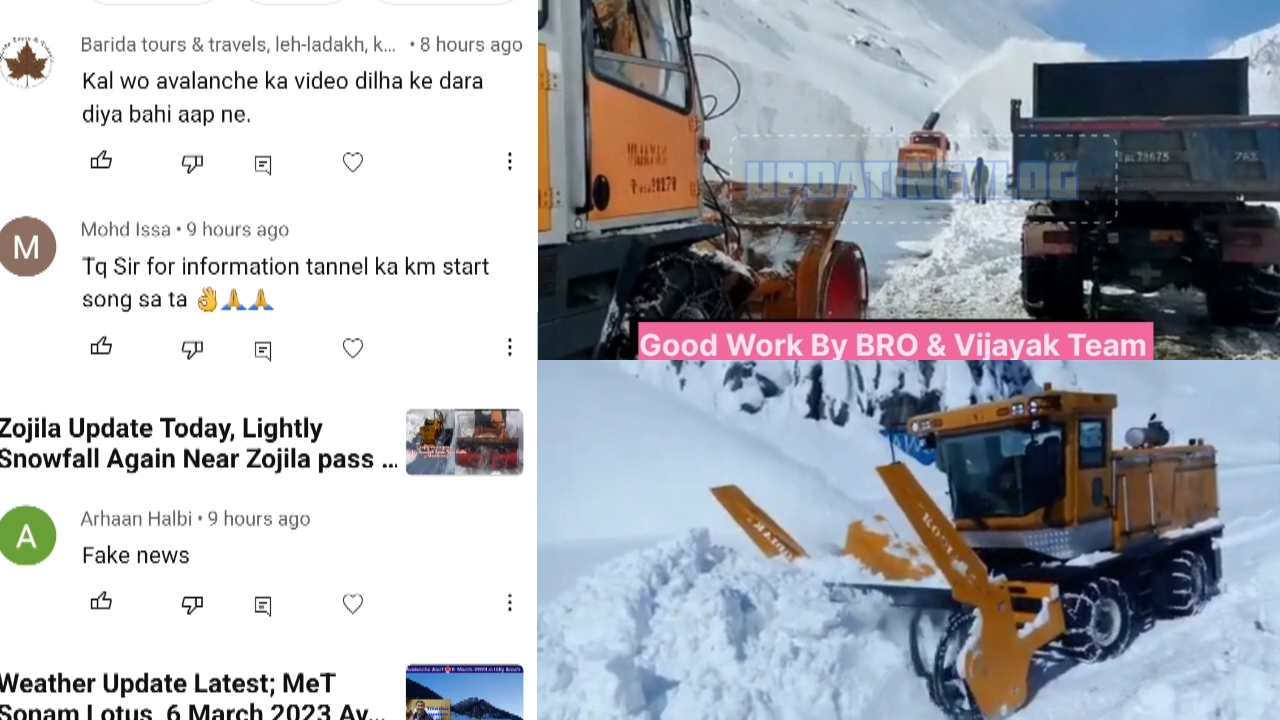 Barida tours & travels, leh-ladakh, k... • 8 hours ago
Kal wo avalanche ka video dilha ke dara
diya bahi aap ne.
M
Mohd Issa • 9 hours ago
Tq Sir for information tannel ka km start
song sa ta 👌🙏🙏
Zojila Update Today, Lightly
Snowfall Again Near Zojila pass ...
A
Arhaan Halbi • 9 hours ago
Fake news
Weather Update Latest; MeT
Sonam Lotus, 6 March 2023 Av...
VIJAYAK
UPDATINGVLOG
Good Work By BRO & Vijayak Team